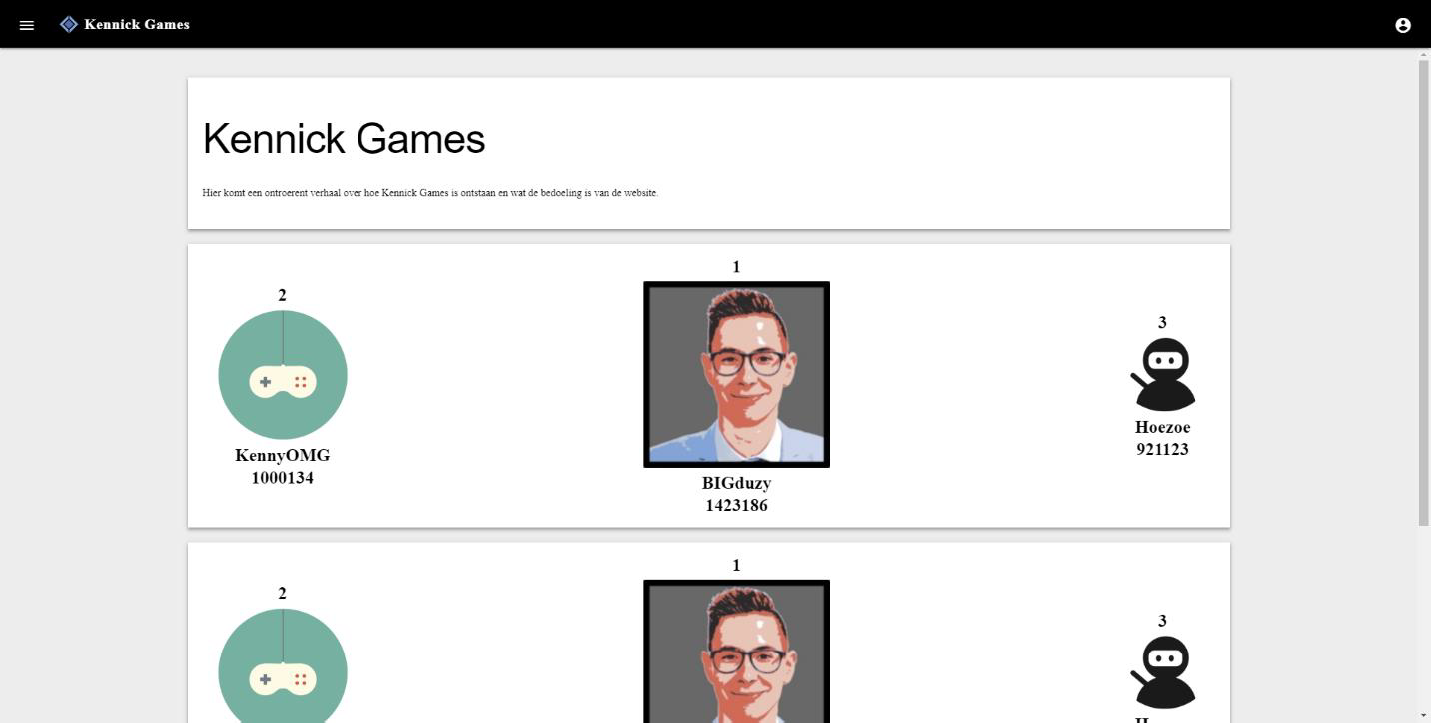 Kennick Games
Kennick Games
Hier komt een ontroerent verhaal over hoe Kennick Games is ontstaan en wat de bedoeling is van de website.
1
2
3
KennyOMG
1000134
BIGduzy
1423186
Hoezoe
921123
1
2
3